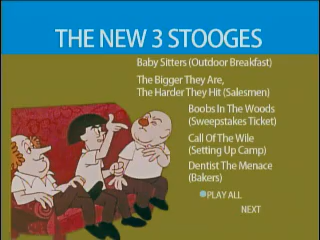 THE NEW 3 STOOGES
Baby Sitters (Outdoor Breakfast)
The Bigger They Are,
The Harder They Hit (Salesmen)
Boobs In The Woods
(Sweepstakes Ticket)
Call Of The Wile
(Setting Up Camp)
Dentist The Menace
(Bakers)
PLAY ALL
NEXT